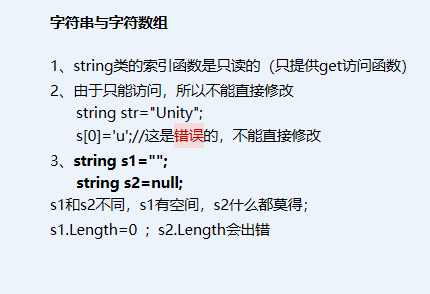 字符串与字符数组
1、string类的索引函数是只读的（只提供get访问函数）
2、由于只能访问，所以不能直接修改
string str="Unity";
s[0]='u';//这是错误的，不能直接修改
3、string s1="";
string s2=null;
s1和s2不同，s1有空间，s2什么都莫得；
s1.Length=0 ；s2.Length会出错